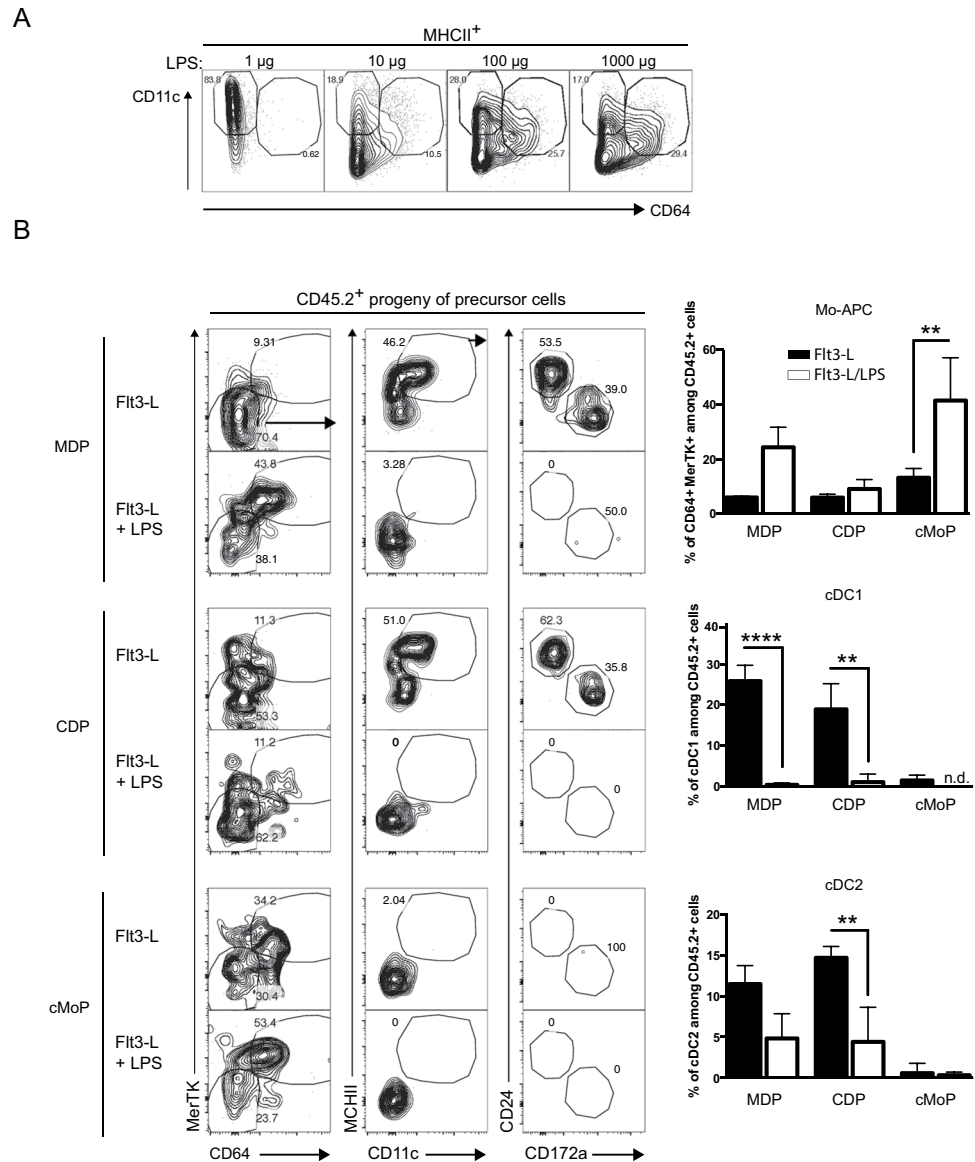 A
MHCII+
LPS: 1 µg 10 µg 100 µg 1000 µg
CD11c
83.8 0.62
18.9 10.5
28.0 25.7
17.0 29.4
CD64
B
CD45.2+ progeny of precursor cells
MDP
Flt3-L
9.31 70.4
46.2
53.5 39.0
Flt3-L
+ LPS
43.8 38.1
3.28
0 50.0
CDP
Flt3-L
11.3 53.3
51.0
62.3 35.8
Flt3-L
+ LPS
11.2 62.2
0
0 0
cMoP
Flt3-L
34.2 30.4
2.04
0 100
Flt3-L
+ LPS
53.4 23.7
0
0 0
MerTK
MCHII
CD24
CD64
CD11c
CD172a
Mo-APC
% of CD64+ MerTK+ among CD45.2+ cells
60
40
20
0
Flt3-L
Flt3-L/LPS
**
MDP CDP cMoP
cDC1
% of cDC1 among CD45.2+ cells
40
30
20
10
0
**** ** n.d.
MDP CDP cMoP
cDC2
% of cDC2 among CD45.2+ cells
20
15
10
5
0
**
MDP CDP cMoP